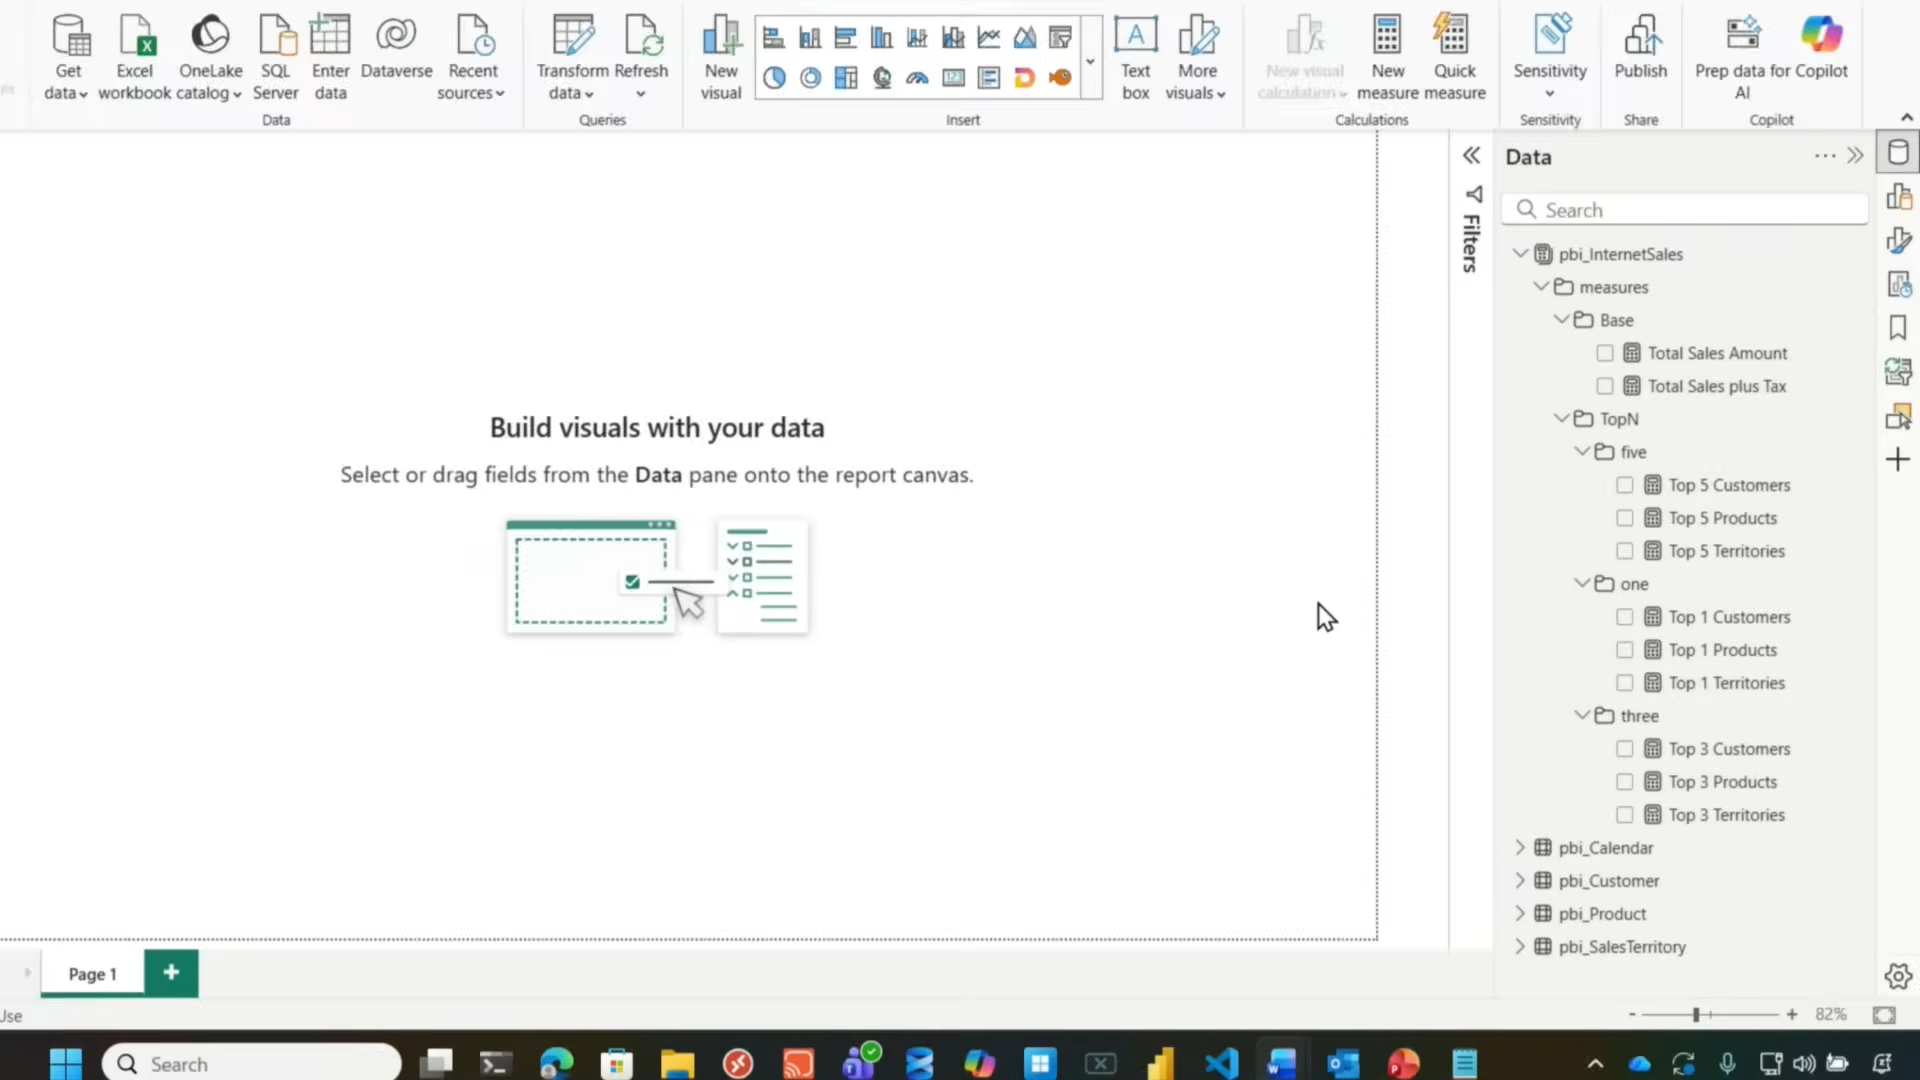 Get
data
Excel
workbook
OneLake
catalog
SQL
Server
Enter
data
Dataverse
Recent
sources
Data
Transform
data
Refresh
Queries
New
visual
Insert
A
Text
box
More
visuals
New visual
calculation
New
measure
Quick
measure
Calculations
Sensitivity
Sensitivity
Publish
Share
Prep data for
AI
Copilot
Copilot
Build visuals with your data
Select or drag fields from the Data pane onto the report canvas.
Filters
Data
Search
pbi_InternetSales
measures
Base
Total Sales Amount
Total Sales plus Tax
TopN
five
Top 5 Customers
Top 5 Products
Top 5 Territories
one
Top 1 Customers
Top 1 Products
Top 1 Territories
three
Top 3 Customers
Top 3 Products
Top 3 Territories
pbi_Calendar
pbi_Customer
pbi_Product
pbi_SalesTerritory
Page 1
Use
- + 82%
Search